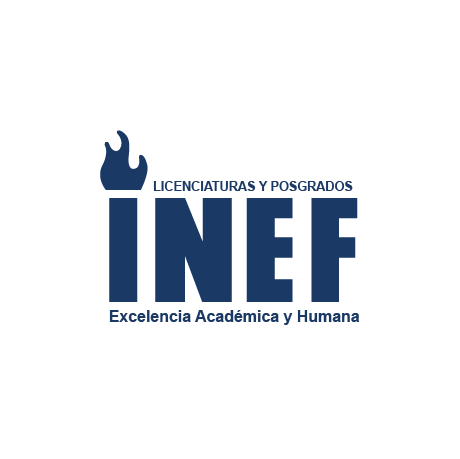 LICENCIATURAS Y POSGRADOS
INEF
Excelencia Académica y Humana